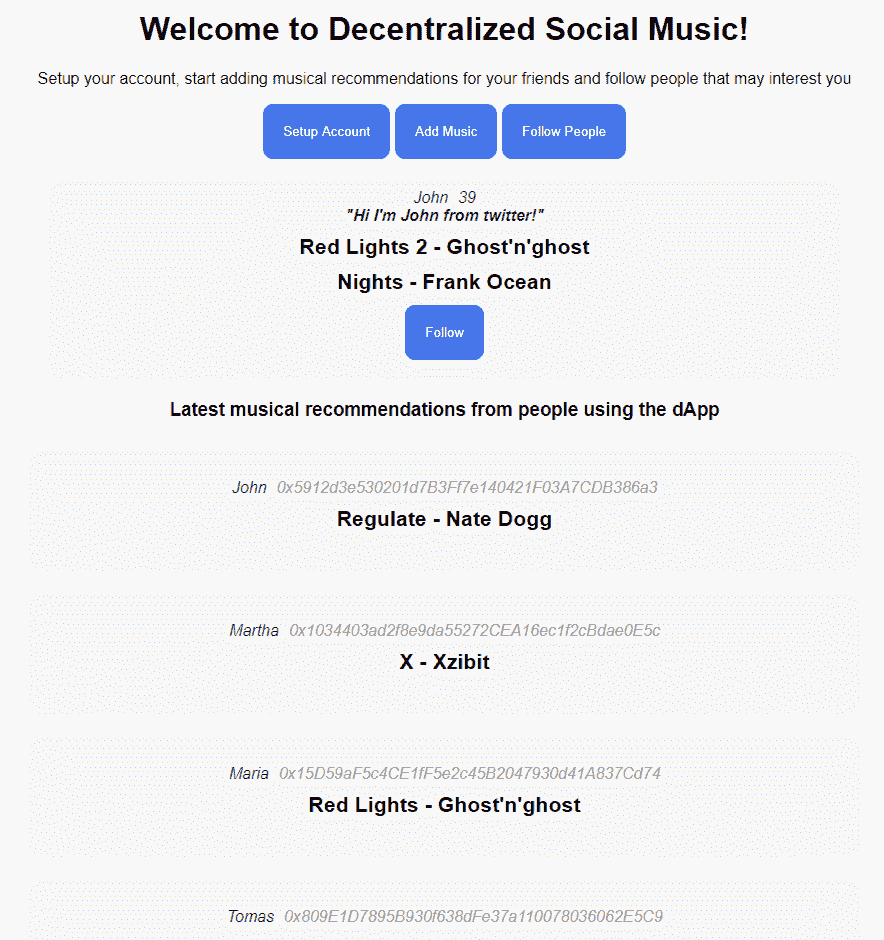 Welcome to Decentralized Social Music!
Setup your account, start adding musical recommendations for your friends and follow people that may interest you
Setup Account Add Music Follow People
John 39
"Hi I'm John from twitter!"
Red Lights 2 - Ghost'n'ghost
Nights - Frank Ocean
Follow
Latest musical recommendations from people using the dApp
John 0x5912d3e530201d7B3Ff7e140421F03A7CDB386a3
Regulate - Nate Dogg
Martha 0x1034403ad2f8e9da55272CEA16ec1f2cBdae0E5c
X - Xzibit
Maria 0x15D59aF5c4CE1fF5e2c45B2047930d41A837Cd74
Red Lights - Ghost'n'ghost
Tomas 0x809E1D7895B930f638dFe37a110078036062E5C9